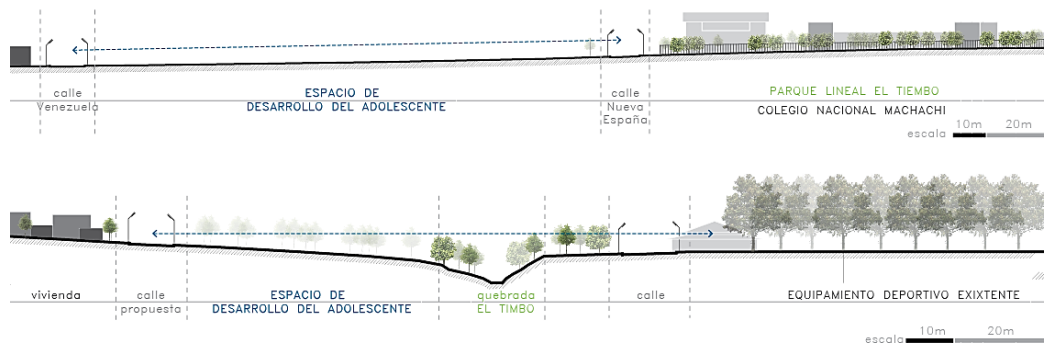 calle
Venezuela
ESPACIO DE
DESARROLLO DEL ADOLESCENTE
calle
Nueva
España
PARQUE LINEAL EL TIEMBO
COLEGIO NACIONAL MACHACHI
escala
10m
20m
vivienda
calle
propuesta
ESPACIO DE
DESARROLLO DEL ADOLESCENTE
quebrada
EL TIMBO
calle
EQUIPAMIENTO DEPORTIVO EXIXTENTE
escala
10m
20m